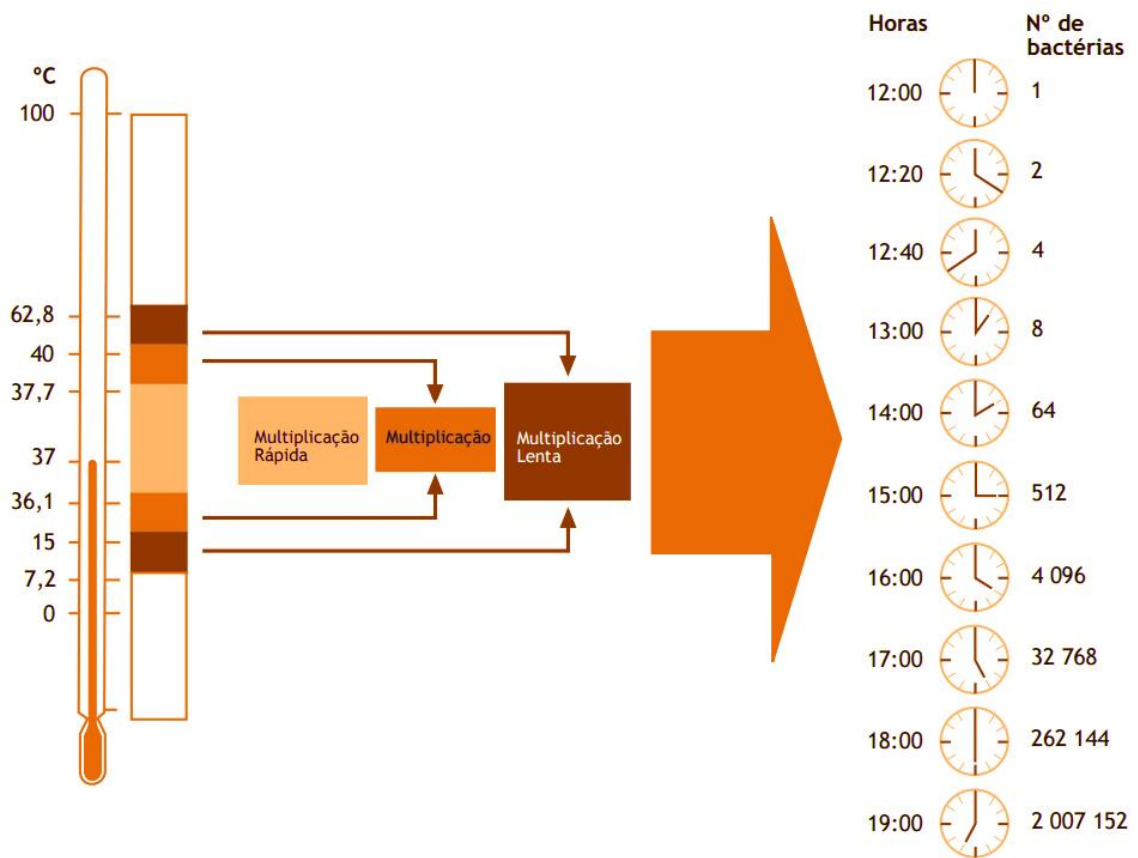 °C
100
62,8
40
37,7
37
36,1
15
7,2
0
Multiplicação
Rápida
Multiplicação
Multiplicação
Lenta
Horas
Nº de
bactérias
12:00 1
12:20 2
12:40 4
13:00 8
14:00 64
15:00 512
16:00 4 096
17:00 32 768
18:00 262 144
19:00 2 007 152